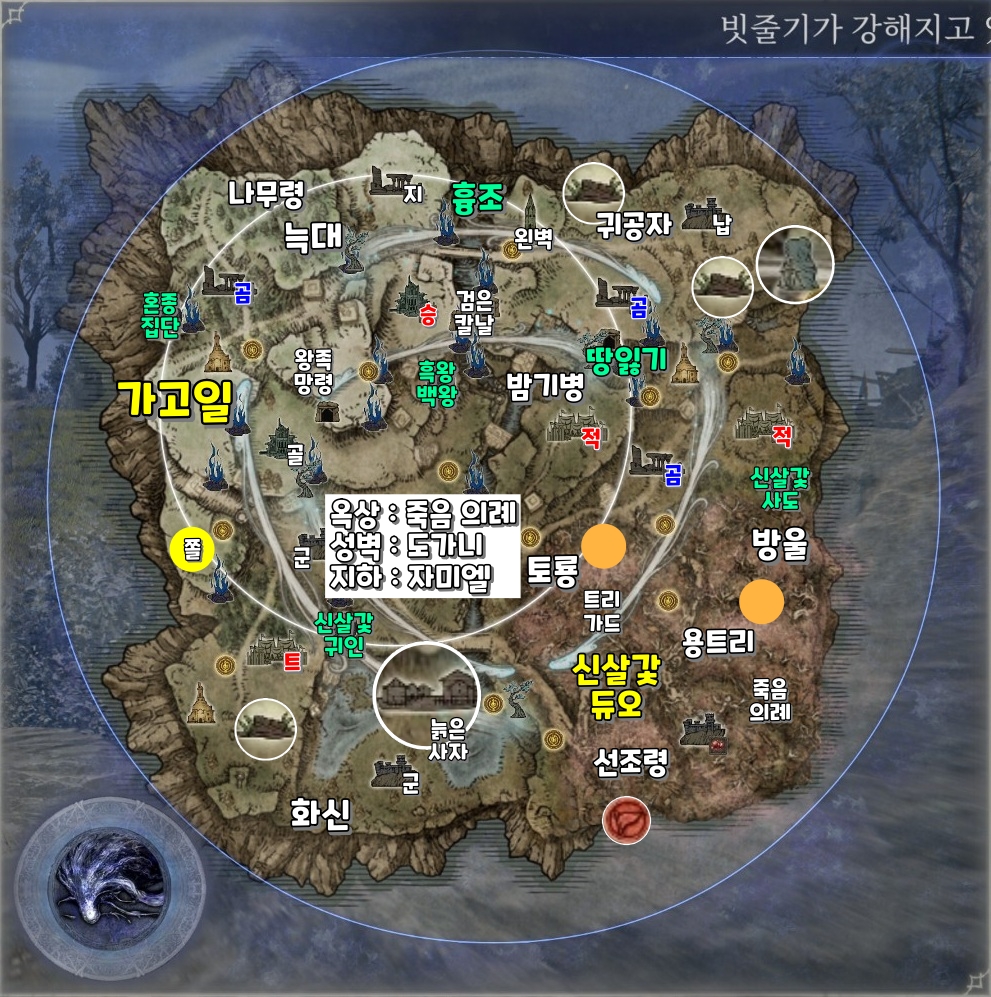 빗줄기가 강해지고
나무령
지
흉조
늑대
왼벽
귀공자
납
혼종
집단
곰
승
검은
칼날
곰
왕족
망령
흑왕
백왕
밤기병
땅잃기
가고일
골
적
적
곰
신살갗
사도
옥상 : 죽음 의례
성벽 : 도가니
지하 : 자미엘
쫄
군
토룡
방울
트리
가드
신살갗
귀인
트
용트리
신살갗
듀오
죽음
의례
늙은
사자
선조령
군
화신